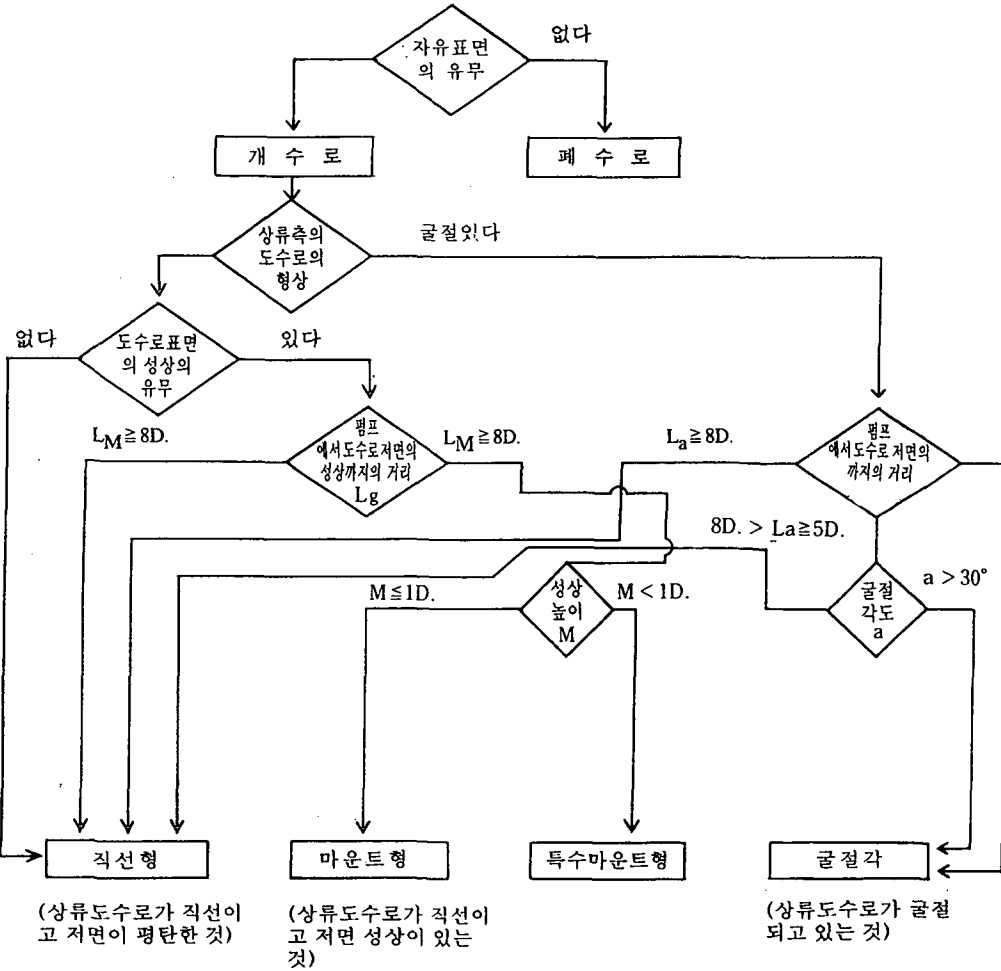 없다
자유표면
의 유무
개 수 로
폐 수 로
상류측의
도수로의
형상
굴절있다
없다
도수로표면
의 성상의
유무
있다
L_M≧8D.
펌프
에서도수로저면의
성상까지의 거리
Lg
L_M≧8D.
La≧8D.
펌프
에서도수로저면의
까지의 거리
8D. > La≧5D.
M≦1D.
성상
높이
M
M<1D.
굴절
각도
a
a > 30°
직선형
마운트형
특수마운트형
굴절각
(상류도수로가 직선이
고 저면이 평탄한 것)
(상류도수로가 직선이
고 저면 성상이 있는
것)
(상류도수로가 굴절
되고 있는 것)